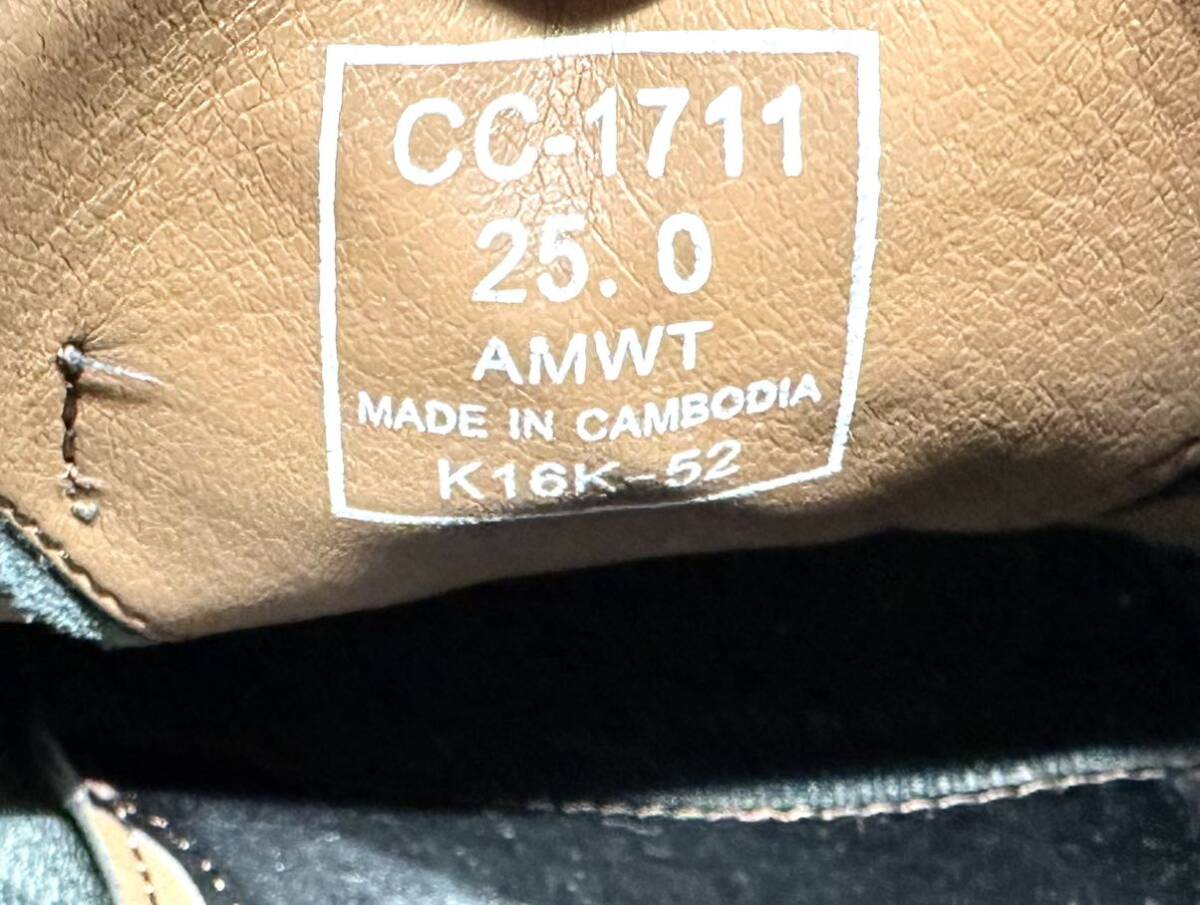 CC-1711
25.0
AMWT
MADE IN CAMBODIA
K16K-52